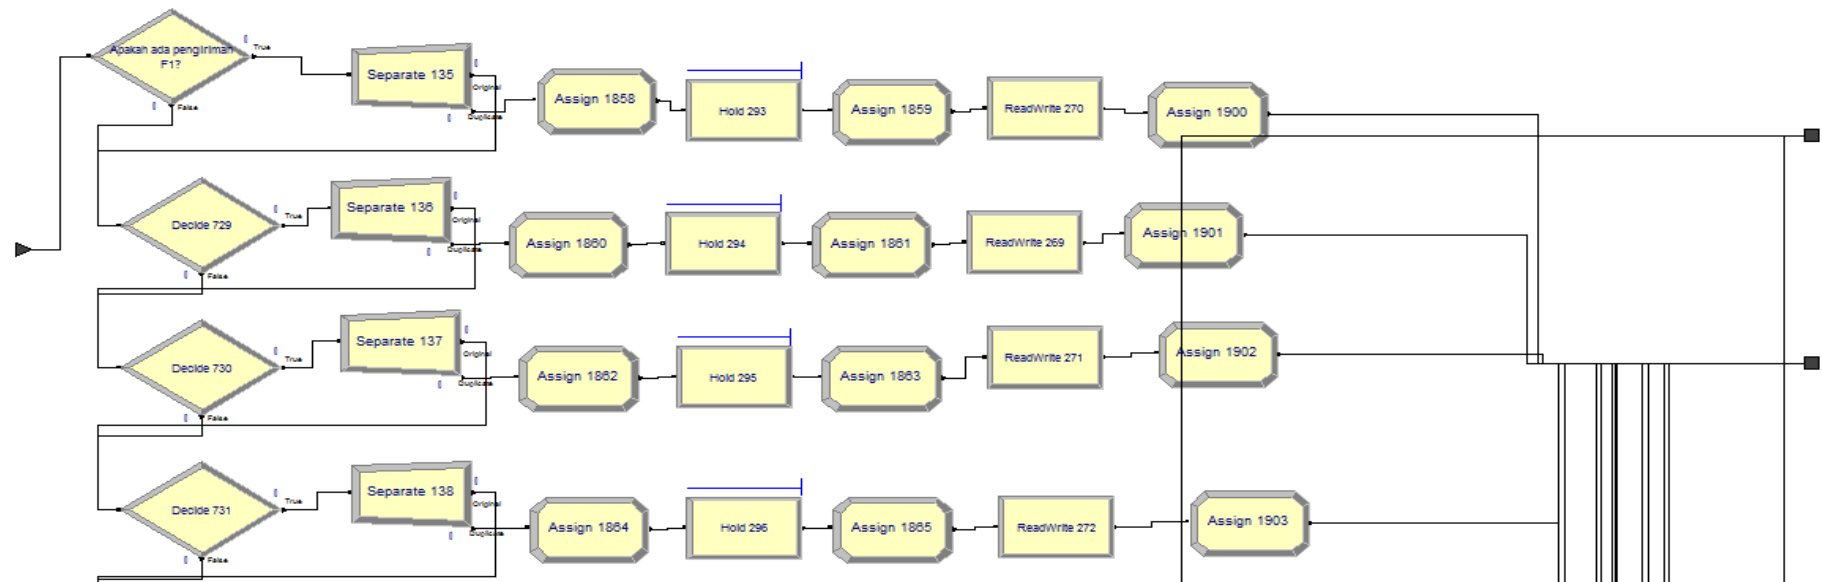 Apakah ada pengiriman
F1?
True
False
Separate 135
Original
Duplicate
Assign 1858
Hold 293
Assign 1859
ReadWrite 270
Assign 1900
Decide 729
True
False
Separate 136
Original
Duplicate
Assign 1860
Hold 294
Assign 1861
ReadWrite 269
Assign 1901
Decide 730
True
False
Separate 137
Original
Duplicate
Assign 1862
Hold 295
Assign 1863
ReadWrite 271
Assign 1902
Decide 731
True
False
Separate 138
Original
Duplicate
Assign 1864
Hold 296
Assign 1865
ReadWrite 272
Assign 1903